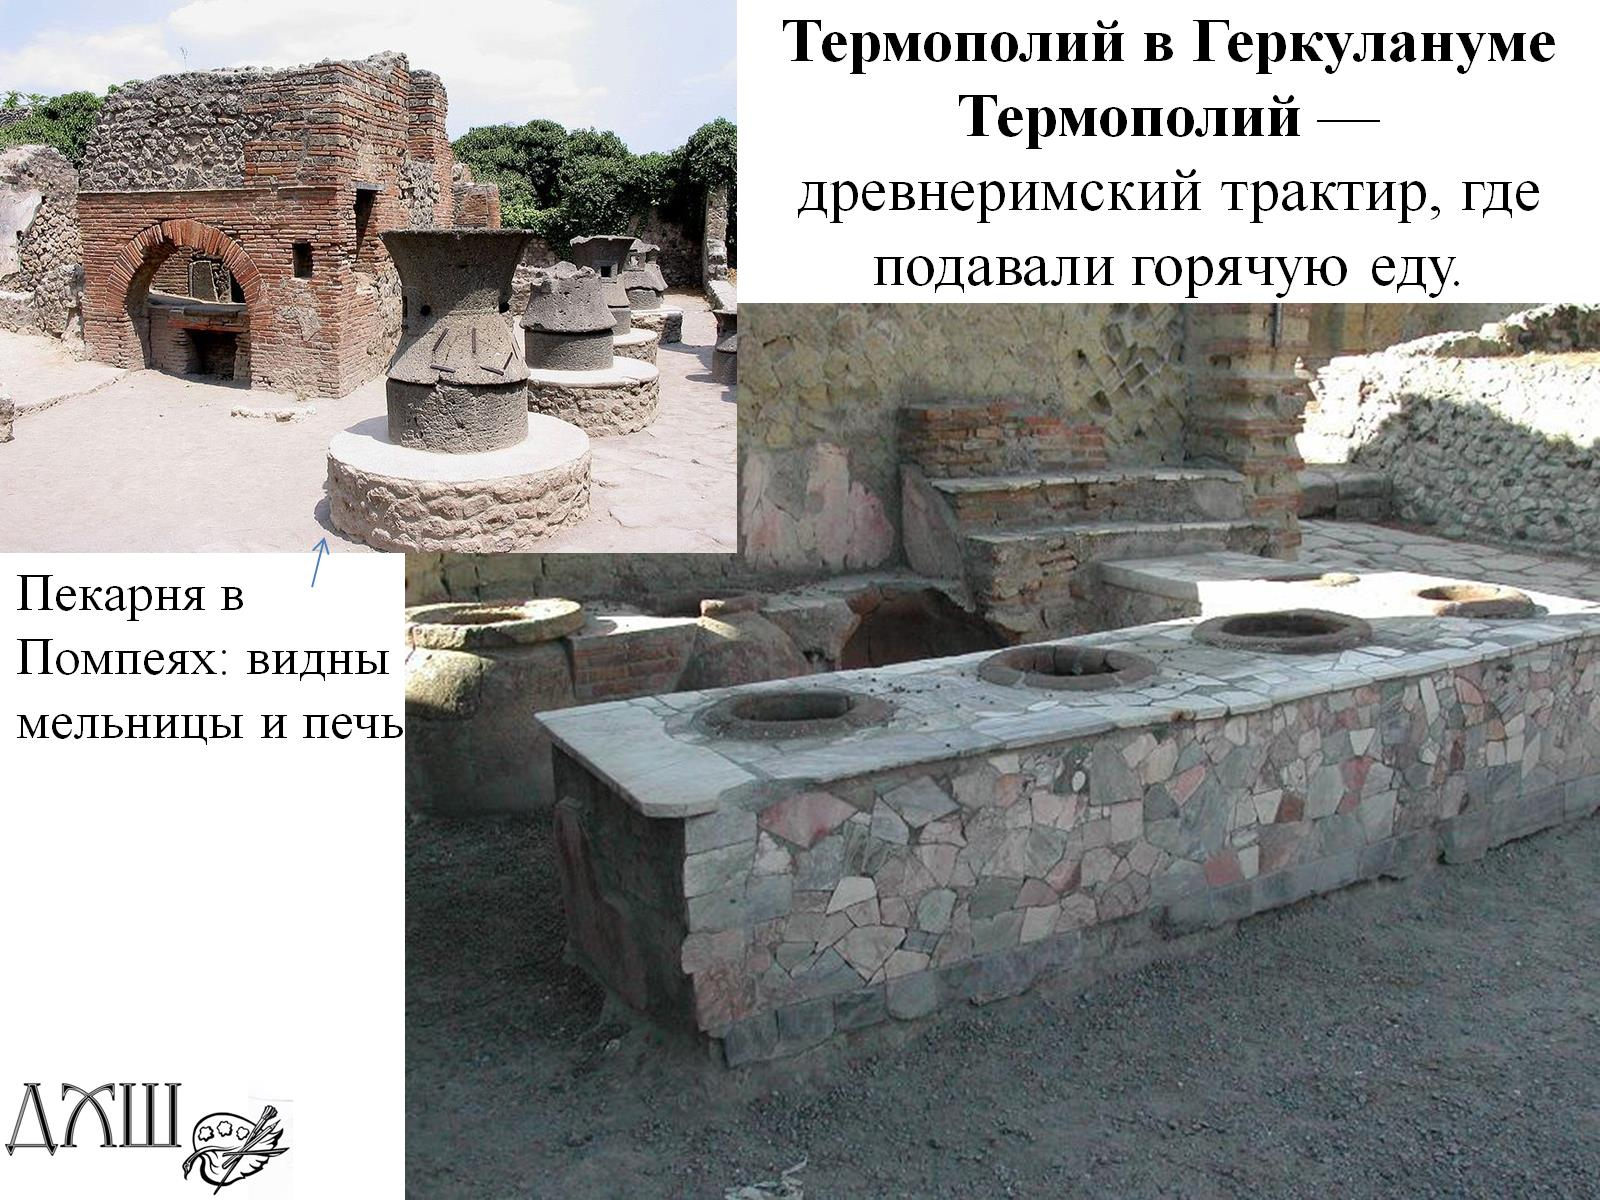 Термополий в Геркулануме
Термополий —
древнеримский трактир, где
подавали горячую еду.
Пекарня в
Помпеях: видны
мельницы и печь
ДХШ